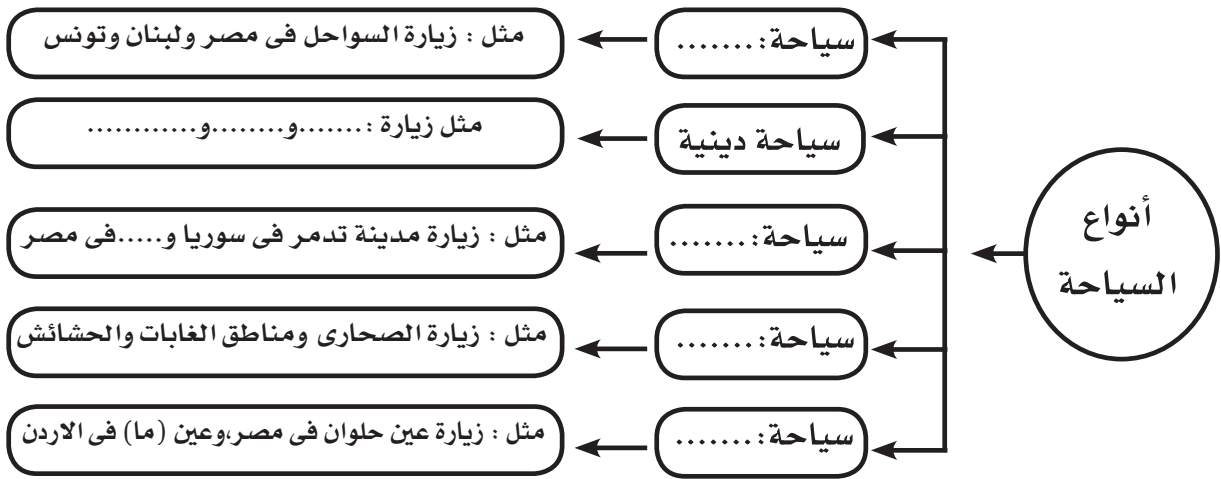 أنواع
السياحة
سياحة:.......
مثل : زيارة السواحل فى مصر ولبنان وتونس
سياحة دينية
مثل زيارة :.......و........و............
سياحة:.......
مثل : زيارة مدينة تدمر فى سوريا و.....فى مصر
سياحة:.......
مثل : زيارة الصحارى ومناطق الغابات والحشائش
سياحة:.......
مثل : زيارة عين حلوان فى مصر،وعين (ما) فى الاردن